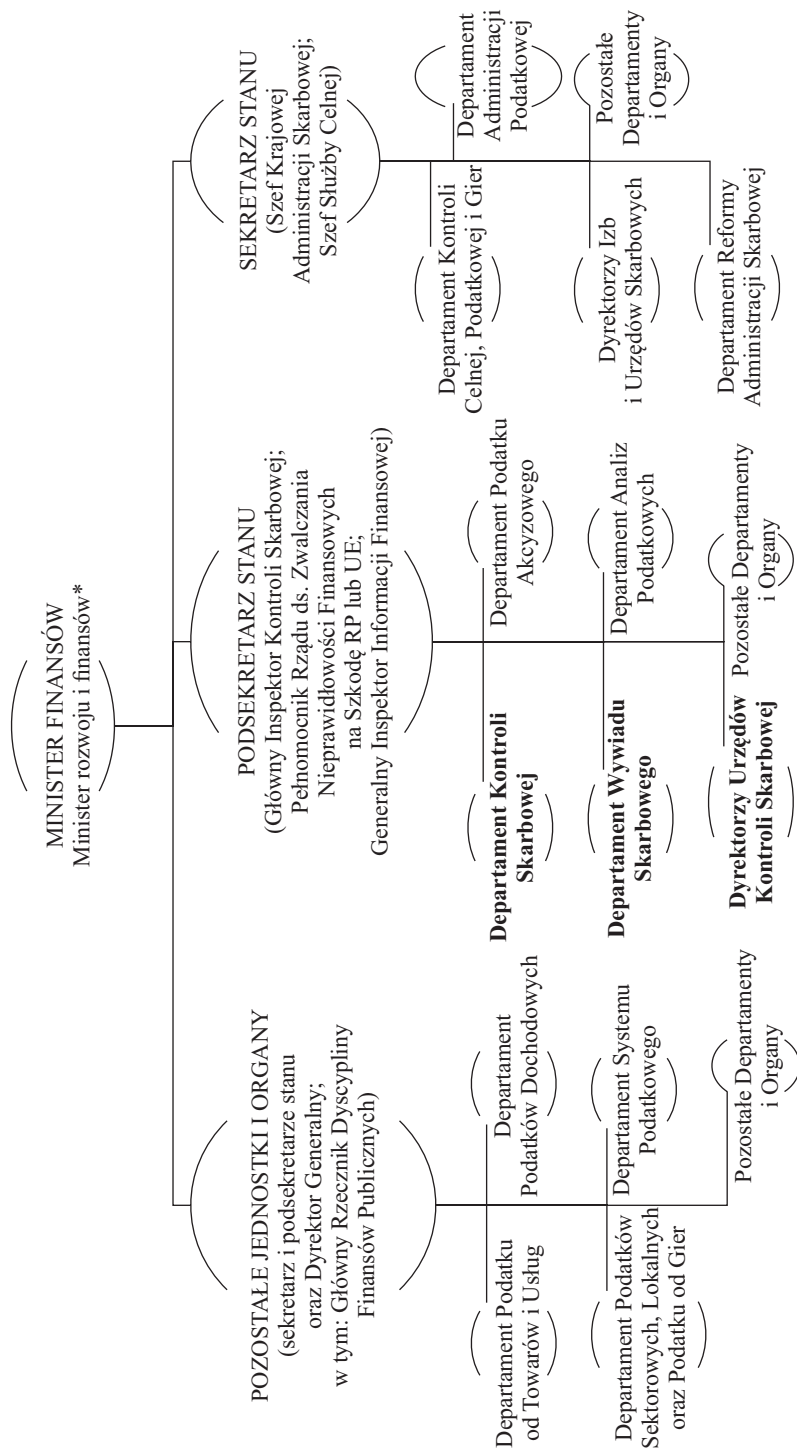 MINISTER FINANSÓW
Minister rozwoju i finansów*
POZOSTAŁE JEDNOSTKI I ORGANY
(sekretarz i podsekretarze stanu
oraz Dyrektor Generalny;
w tym: Główny Rzecznik Dyscypliny
Finansów Publicznych)
Departament Podatku
od Towarów i Usług
Departament
Podatków Dochodowych
Departament Podatków
Sektorowych, Lokalnych
oraz Podatku od Gier
Departament Systemu
Podatkowego
Pozostałe Departamenty
i Organy
PODSEKRETARZ STANU
(Główny Inspektor Kontroli Skarbowej;
Pełnomocnik Rządu ds. Zwalczania
Nieprawidłowości Finansowych
na Szkodę RP lub UE;
Generalny Inspektor Informacji Finansowej)
Departament Kontroli
Skarbowej
Departament Podatku
Akcyzowego
Departament Wywiadu
Skarbowego
Departament Analiz
Podatkowych
Dyrektorzy Urzędów
Kontroli Skarbowej
Pozostałe Departamenty
i Organy
SEKRETARZ STANU
(Szef Krajowej
Administracji Skarbowej;
Szef Służby Celnej)
Departament Kontroli
Celnej, Podatkowej i Gier
Departament
Administracji
Podatkowej
Dyrektorzy Izb
i Urzędów Skarbowych
Pozostałe
Departamenty
i Organy
Departament Reformy
Administracji Skarbowej